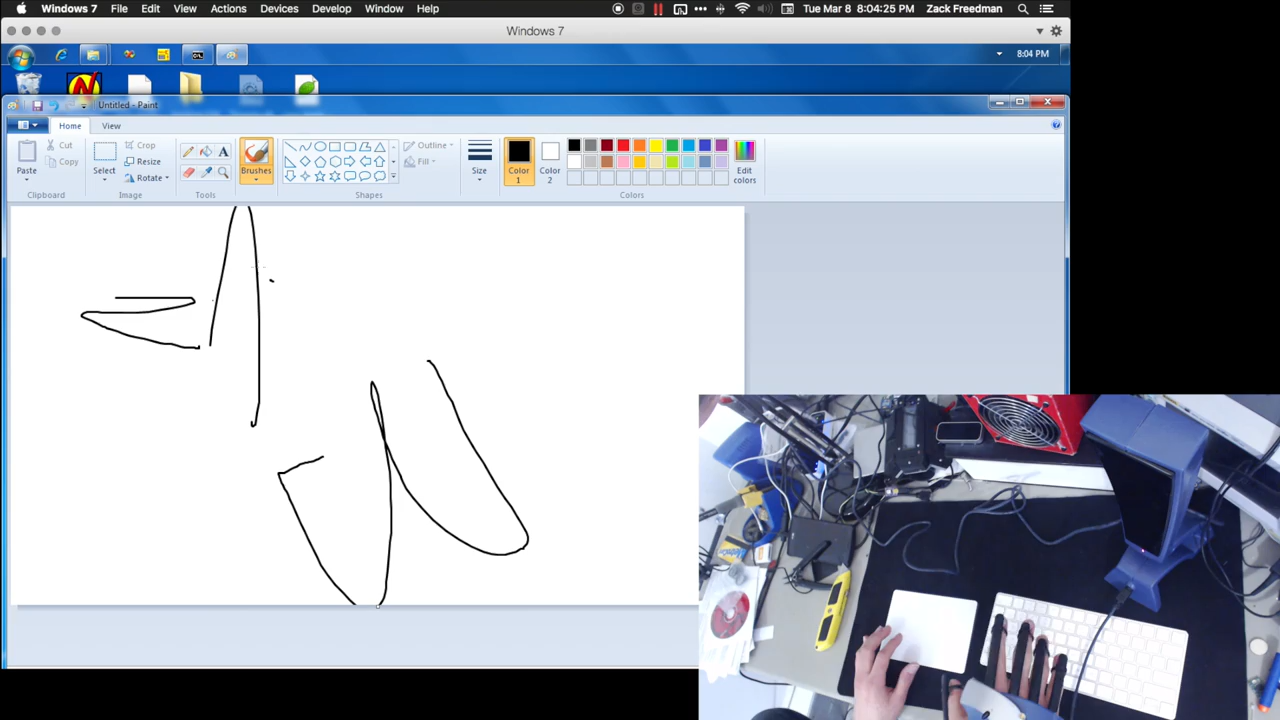 Windows 7 File Edit View Actions Devices Develop Window Help Tue Mar 8 8:04:25 PM Zack Freedman
Windows 7
8:04 PM
Untitled - Paint
Home View
Paste Cut Copy Select Crop Resize Rotate Brushes Outline Fill Size Color 1 Color 2 Edit colors
Clipboard Image Tools Shapes Colors